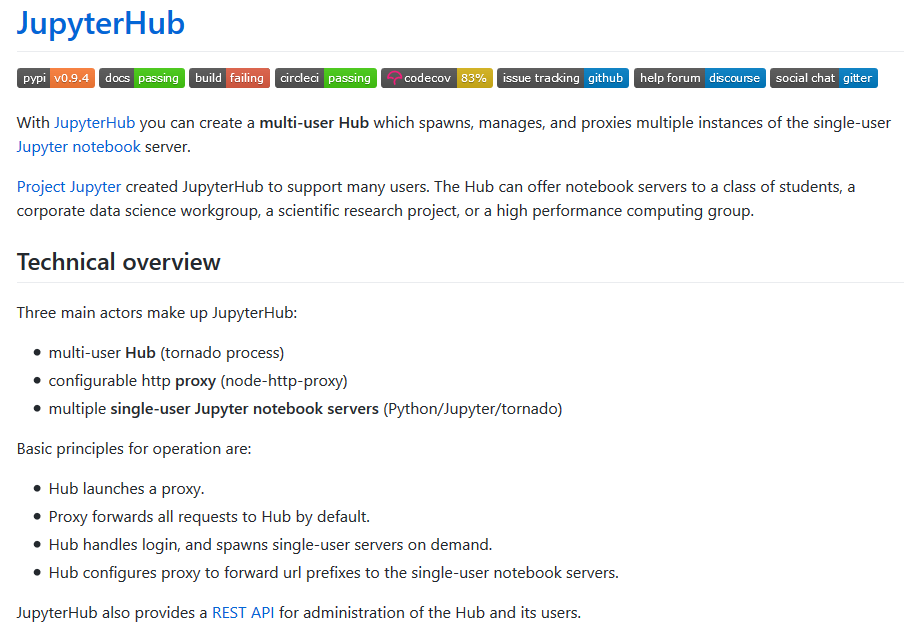 JupyterHub
pypi v0.9.4 docs passing build failing circleci passing codecov 83% issue tracking github help forum discourse social chat gitter
With JupyterHub you can create a multi-user Hub which spawns, manages, and proxies multiple instances of the single-user
Jupyter notebook server.
Project Jupyter created JupyterHub to support many users. The Hub can offer notebook servers to a class of students, a
corporate data science workgroup, a scientific research project, or a high performance computing group.
Technical overview
Three main actors make up JupyterHub:
• multi-user Hub (tornado process)
• configurable http proxy (node-http-proxy)
• multiple single-user Jupyter notebook servers (Python/Jupyter/tornado)
Basic principles for operation are:
• Hub launches a proxy.
• Proxy forwards all requests to Hub by default.
• Hub handles login, and spawns single-user servers on demand.
• Hub configures proxy to forward url prefixes to the single-user notebook servers.
JupyterHub also provides a REST API for administration of the Hub and its users.